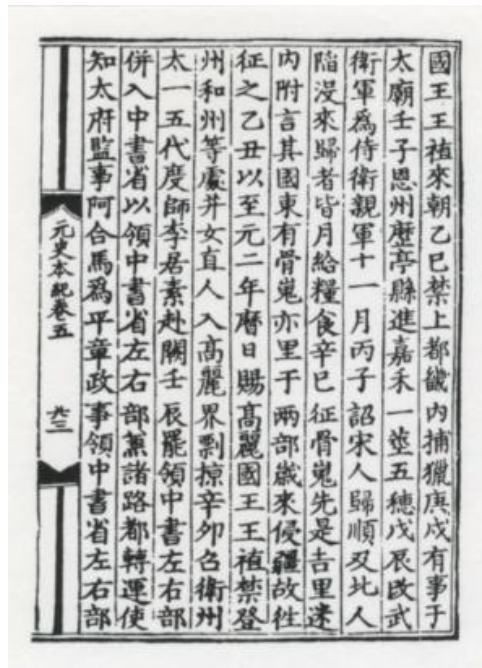 國王王禃來朝乙巳禁上都畿内捕獵庚戍有事于
太廟壬子恩州歷亭縣進嘉禾一莖五穗戊辰改武
衛軍爲侍衛親軍十一月丙子詔宋人歸順及北人
陷没來歸者皆月給糧食辛巳征骨嵬先是吉里迷
内附言其國東有骨嵬亦里于兩部歲來侵疆故往
征之乙丑以至元二年曆日賜高麗國王王禃禁登
州和州等處并女直人入高麗界剽掠辛卯召衛州
太一五代度師李居素赴闕壬辰罷領中書左右部
併入中書省以領中書省左右部兼諸路都轉運使
知太府監事阿合馬爲平章政事領中書省左右部
元史本紀卷五
九三